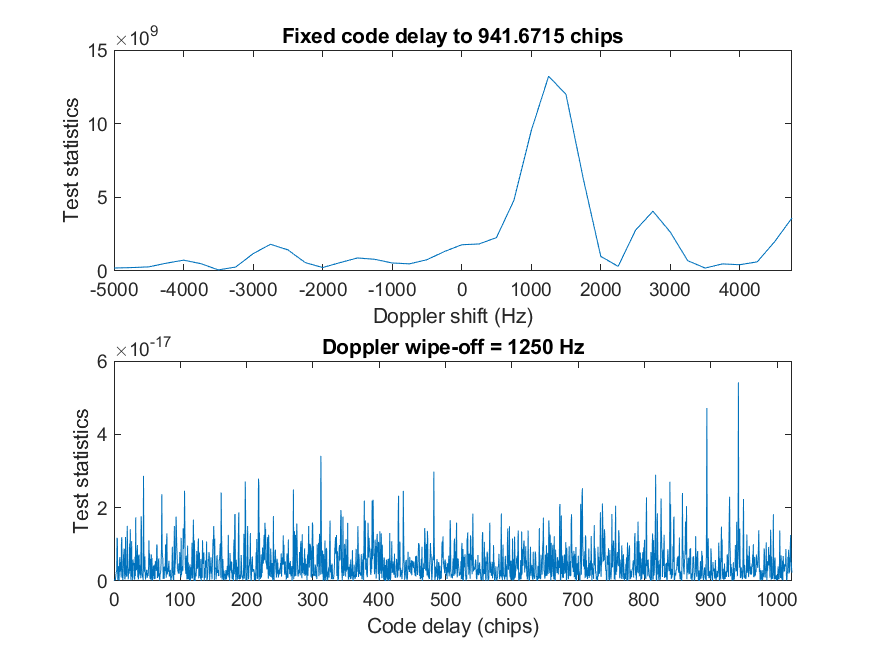 ×10^9
Fixed code delay to 941.6715 chips
15
10
5
0
Test statistics
-5000 -4000 -3000 -2000 -1000 0 1000 2000 3000 4000
Doppler shift (Hz)
×10^-17
Doppler wipe-off = 1250 Hz
6
4
2
0
Test statistics
0 100 200 300 400 500 600 700 800 900 1000
Code delay (chips)